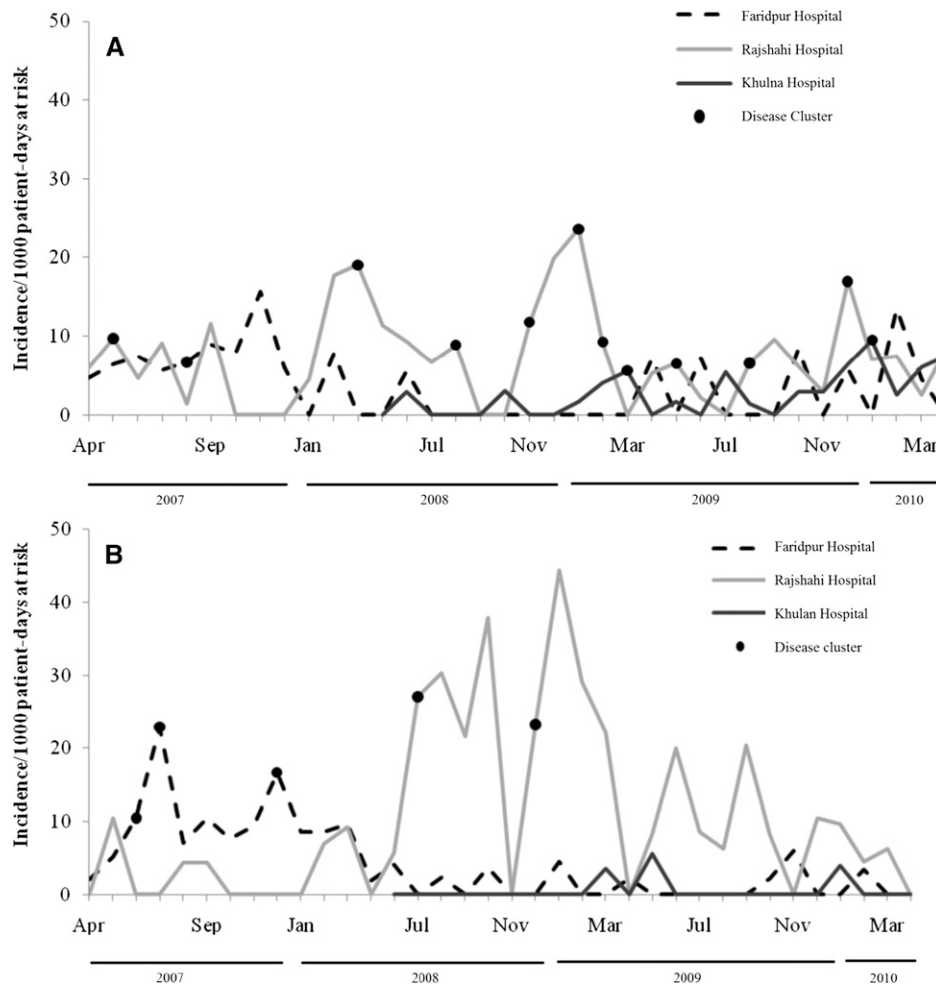 A
Incidence/1000 patient-days at risk
50
40
30
20
10
0
Faridpur Hospital
Rajshahi Hospital
Khulna Hospital
Disease Cluster
Apr Sep Jan Jul Nov Mar Jul Nov Mar
2007 2008 2009 2010
B
Incidence/1000 patient-days at risk
50
40
30
20
10
0
Faridpur Hospital
Rajshahi Hospital
Khulan Hospital
Disease cluster
Apr Sep Jan Jul Nov Mar Jul Nov Mar
2007 2008 2009 2010